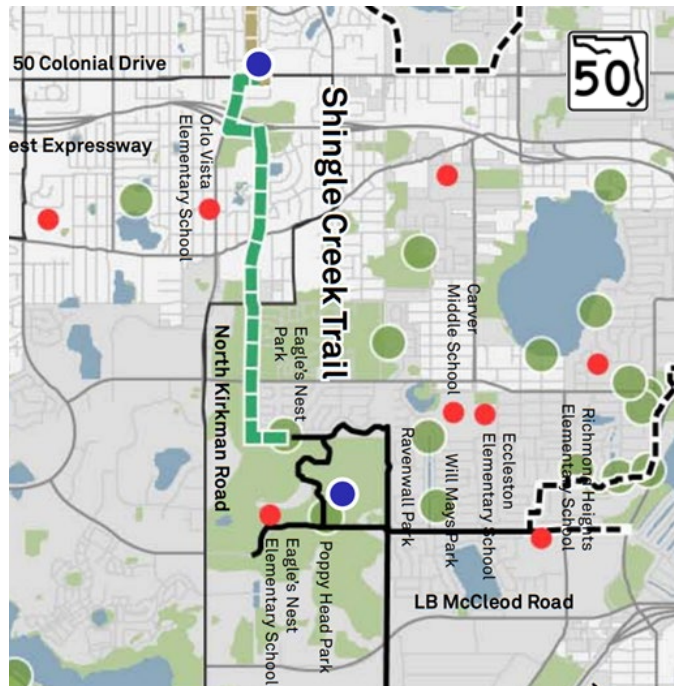 50 Colonial Drive
50
Shingle Creek Trail
est Expressway
Orlo Vista
Elementary School
Carver
Middle School
Eagle's Nest
Park
North Kirkman Road
Richmond Heights
Elementary School
Eccleston
Elementary School
Will Mays Park
Ravenwall Park
Poppy Head Park
Eagle's Nest
Elementary School
LB McCleod Road